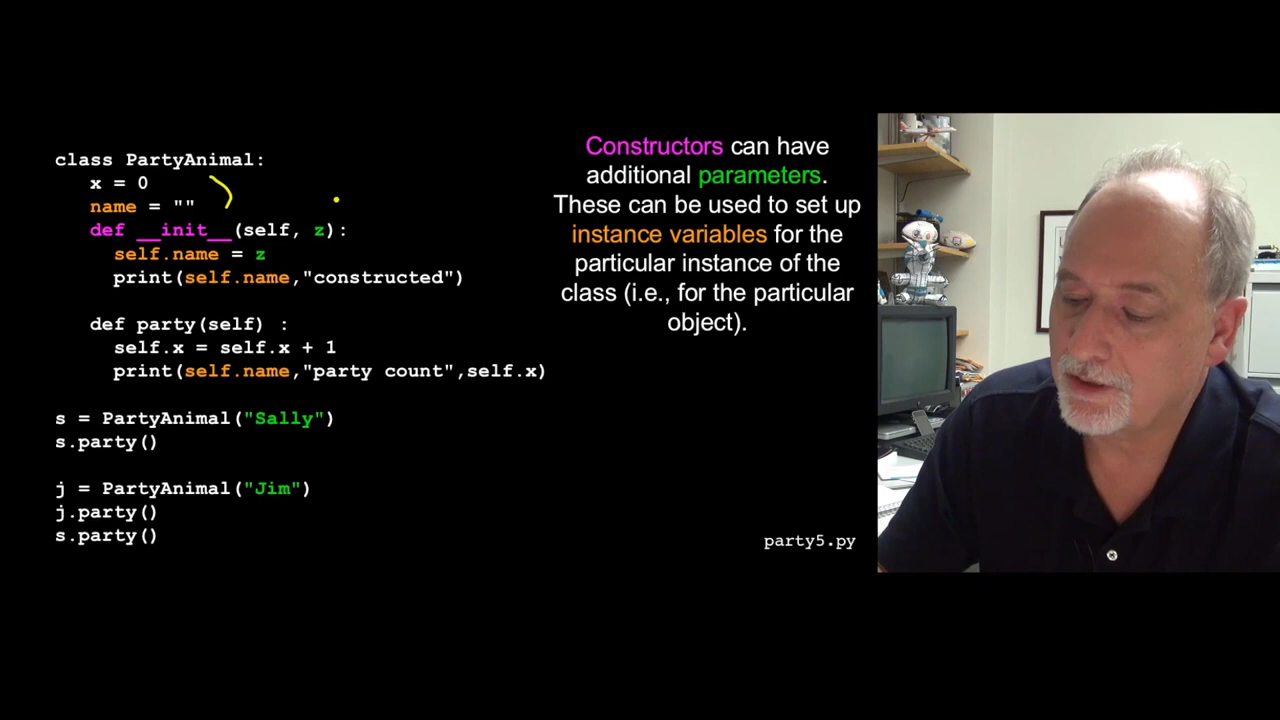 class PartyAnimal:
x = 0
name = ""
def __init__(self, z):
self.name = z
print(self.name,"constructed")
def party(self) :
self.x = self.x + 1
print(self.name,"party count",self.x)
s = PartyAnimal("Sally")
s.party()
j = PartyAnimal("Jim")
j.party()
s.party()
Constructors can have
additional parameters.
These can be used to set up
instance variables for the
particular instance of the
class (i.e., for the particular
object).
party5.py